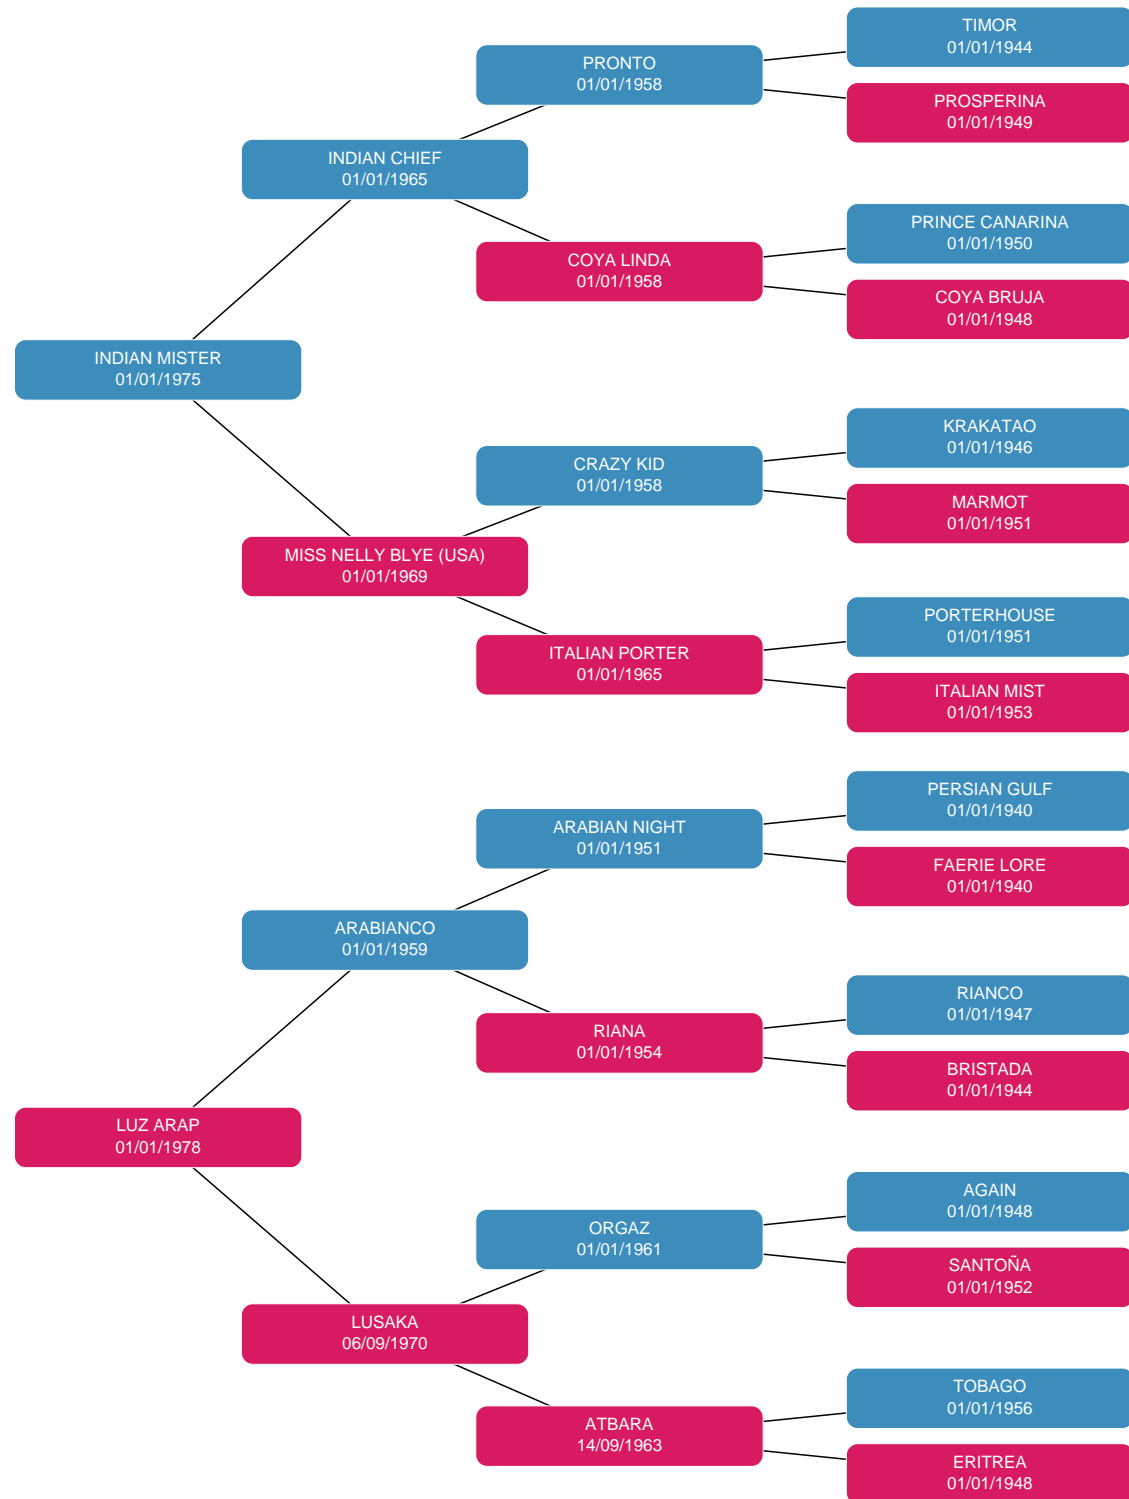 TIMOR
01/01/1944
PRONTO
01/01/1958
PROSPERINA
01/01/1949
INDIAN CHIEF
01/01/1965
PRINCE CANARINA
01/01/1950
COYA LINDA
01/01/1958
COYA BRUJA
01/01/1948
INDIAN MISTER
01/01/1975
KRAKATAO
01/01/1946
CRAZY KID
01/01/1958
MARMOT
01/01/1951
MISS NELLY BLYE (USA)
01/01/1969
PORTERHOUSE
01/01/1951
ITALIAN PORTER
01/01/1965
ITALIAN MIST
01/01/1953
PERSIAN GULF
01/01/1940
ARABIAN NIGHT
01/01/1951
FAERIE LORE
01/01/1940
ARABIANCO
01/01/1959
RIANCO
01/01/1947
RIANA
01/01/1954
BRISTADA
01/01/1944
LUZ ARAP
01/01/1978
AGAIN
01/01/1948
ORGAZ
01/01/1961
SANTOÑA
01/01/1952
LUSAKA
06/09/1970
TOBAGO
01/01/1956
ATBARA
14/09/1963
ERITREA
01/01/1948